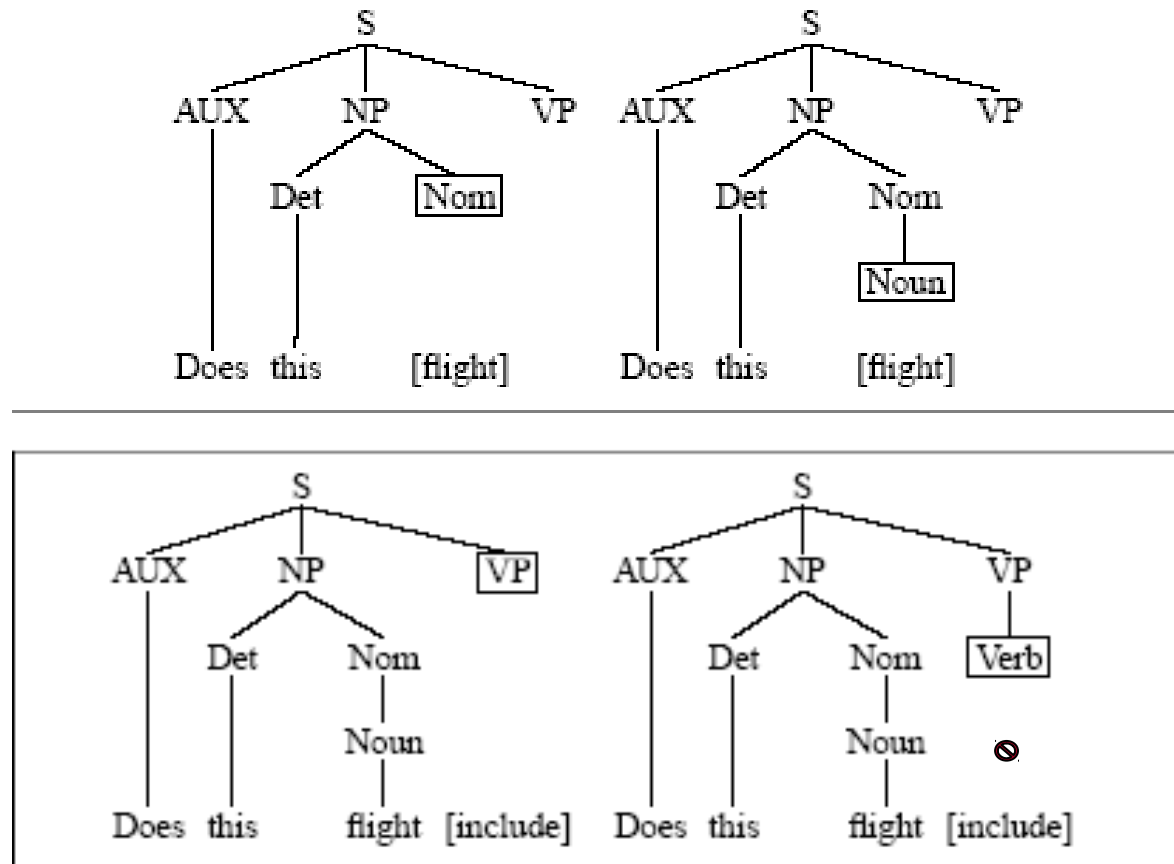 S S
AUX NP VP AUX NP VP
Det Nom Det Nom
Noun
Does this [flight] Does this [flight]
S S
AUX NP VP AUX NP VP
Det Nom Det Nom Verb
Noun Noun
Does this flight [include] Does this flight [include]